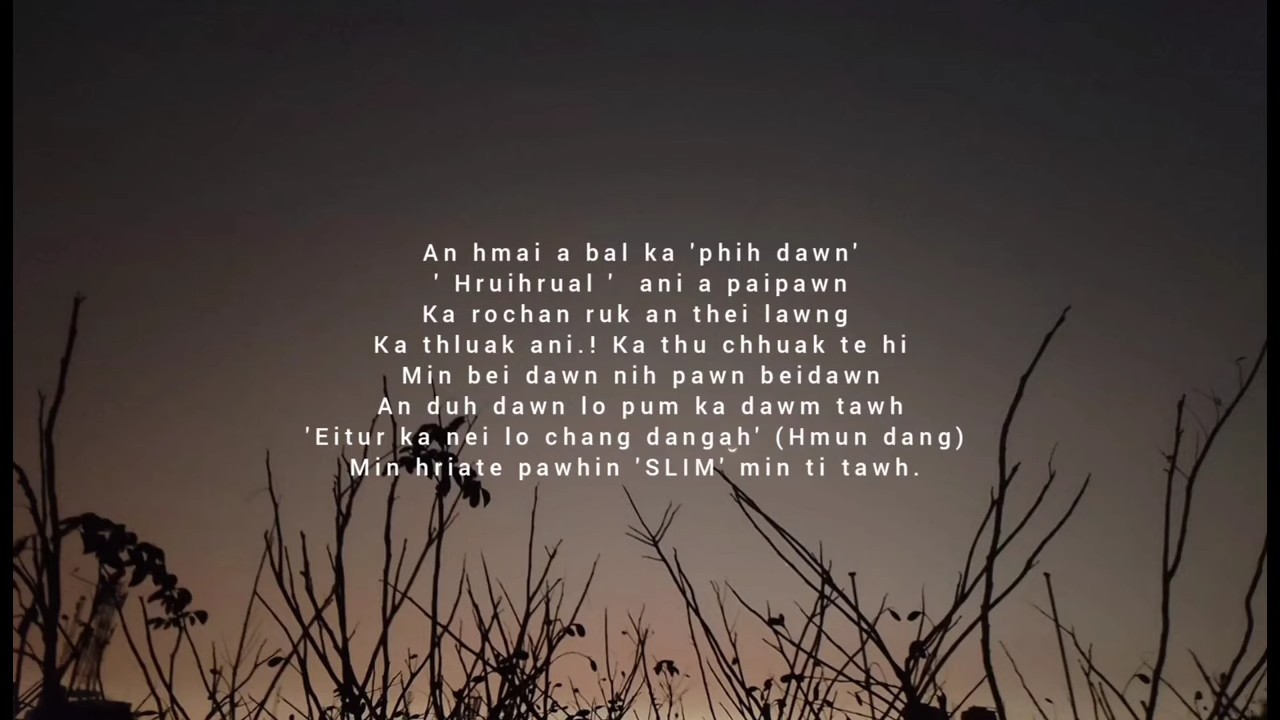 An hmai a bal ka 'phih dawn'
' Hruihrual ' ani a paipawn
Ka rochan ruk an thei lawng
Ka thluak ani.! Ka thu chhuak te hi
Min bei dawn nih pawn beidawn
An duh dawn lo pum ka dawm tawh
'Eitur ka nei lo chang dangah' (Hmun dang)
Min hriate pawhin 'SLIM' min ti tawh.